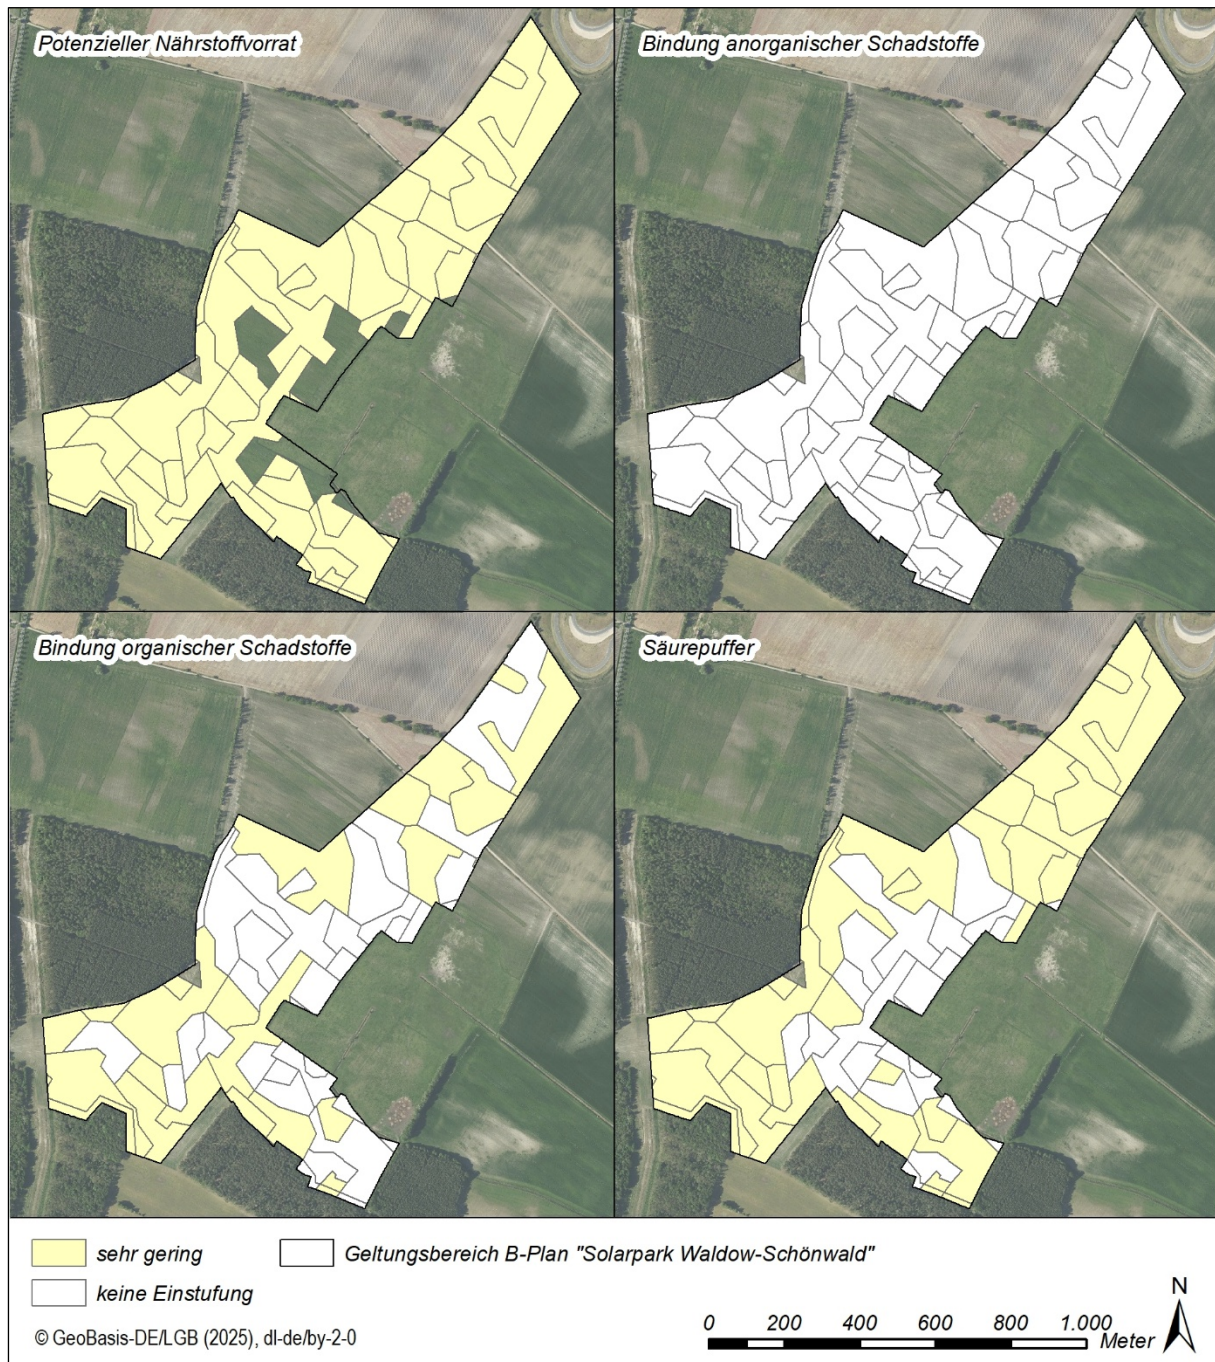 Potenzieller Nährstoffvorrat
Bindung anorganischer Schadstoffe
Bindung organischer Schadstoffe
Säurepuffer
sehr gering
Geltungsbereich B-Plan "Solarpark Waldow-Schönwald"
keine Einstufung
© GeoBasis-DE/LGB (2025), dl-de/by-2-0
0 200 400 600 800 1.000
Meter
N